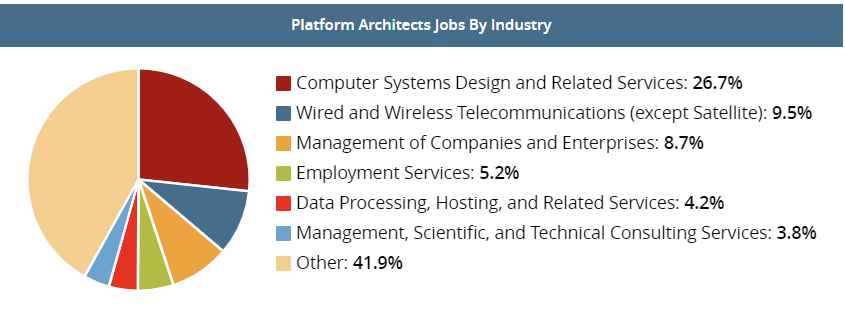 Platform Architects Jobs By Industry
Computer Systems Design and Related Services: 26.7%
Wired and Wireless Telecommunications (except Satellite): 9.5%
Management of Companies and Enterprises: 8.7%
Employment Services: 5.2%
Data Processing, Hosting, and Related Services: 4.2%
Management, Scientific, and Technical Consulting Services: 3.8%
Other: 41.9%